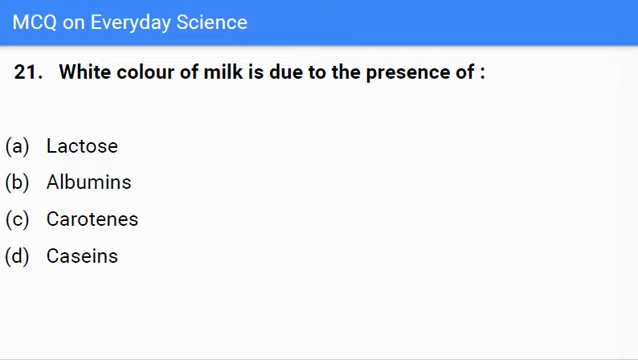 MCQ on Everyday Science
21. White colour of milk is due to the presence of :
(a) Lactose
(b) Albumins
(c) Carotenes
(d) Caseins